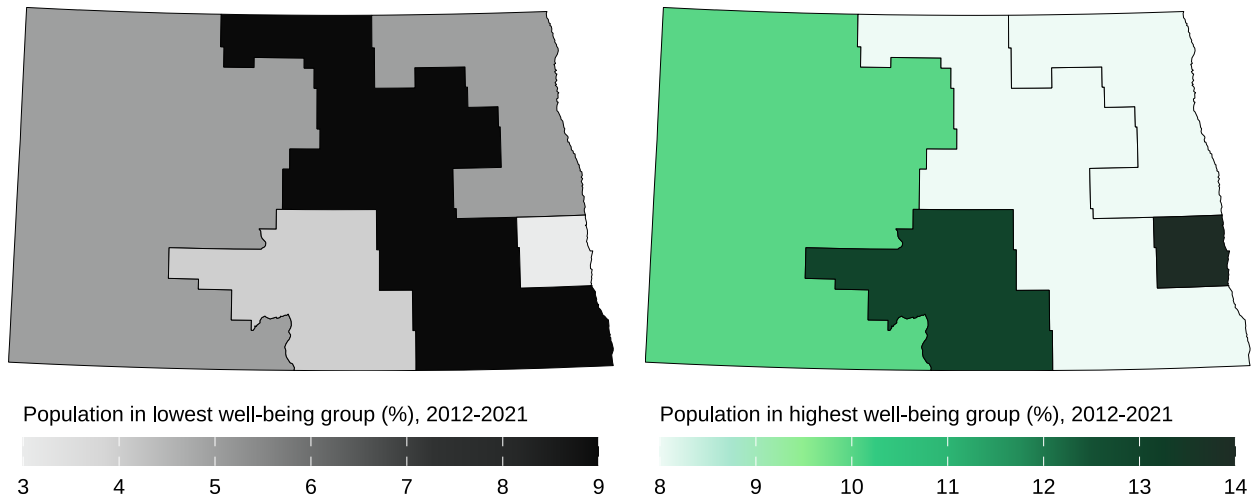 Population in lowest well-being group (%), 2012-2021
3 4 5 6 7 8 9
Population in highest well-being group (%), 2012-2021
8 9 10 11 12 13 14